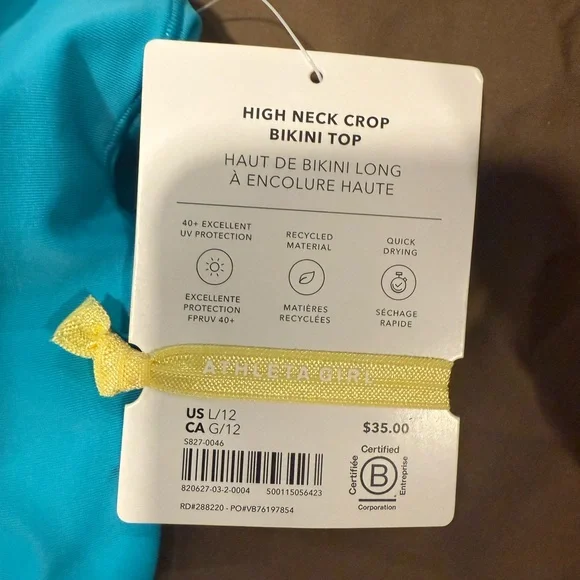 HIGH NECK CROP
BIKINI TOP
HAUT DE BIKINI LONG
À ENCOLURE HAUTE
40+ EXCELLENT
UV PROTECTION
EXCELLENTE
PROTECTION
FPRUV 40+
RECYCLED
MATERIAL
MATIÈRES
RECYCLÉES
QUICK
DRYING
SÉCHAGE
RAPIDE
ATHLETA GIRL
US L/12
CA G/12
S827-0046
$35.00
820627-03-2-0004 500115056423
RD#288220 - PO#VB76197854
Certified
Certifiée
B
Entreprise
Corporation